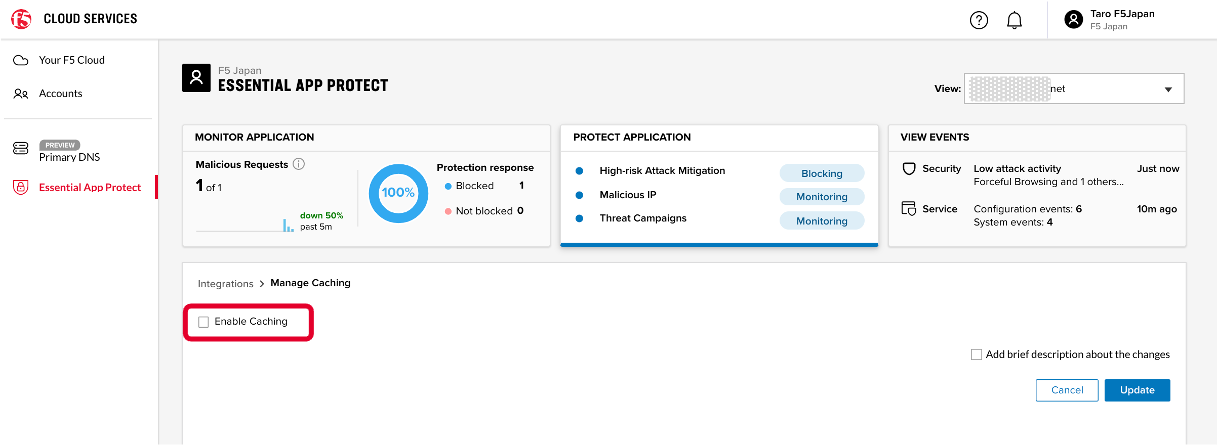 CLOUD SERVICES
Taro F5Japan
F5 Japan
Your F5 Cloud
Accounts
PREVIEW
Primary DNS
Essential App Protect
F5 Japan
ESSENTIAL APP PROTECT
View: net
MONITOR APPLICATION
Malicious Requests
1 of 1
down 50%
past 5m
100%
Protection response
Blocked 1
Not blocked 0
PROTECT APPLICATION
High-risk Attack Mitigation Blocking
Malicious IP Monitoring
Threat Campaigns Monitoring
VIEW EVENTS
Security Low attack activity Just now
Forceful Browsing and 1 others...
Service Configuration events: 6 10m ago
System events: 4
Integrations > Manage Caching
Enable Caching
Add brief description about the changes
Cancel Update